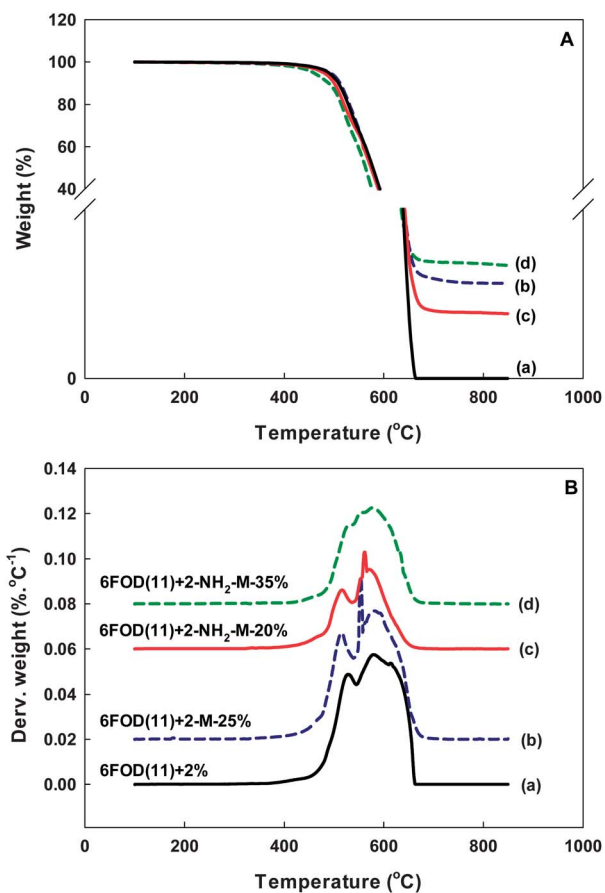 A
120
100
80
60
40
0
Weight (%)
(d)
(b)
(c)
(a)
0 200 400 600 800 1000
Temperature (°C)
B
0.14
0.12
0.10
0.08
0.06
0.04
0.02
0.00
Derv. weight (%.°C⁻¹)
6FOD(11)+2-NH₂-M-35%
(d)
6FOD(11)+2-NH₂-M-20%
(c)
6FOD(11)+2-M-25%
(b)
6FOD(11)+2%
(a)
0 200 400 600 800 1000
Temperature (°C)